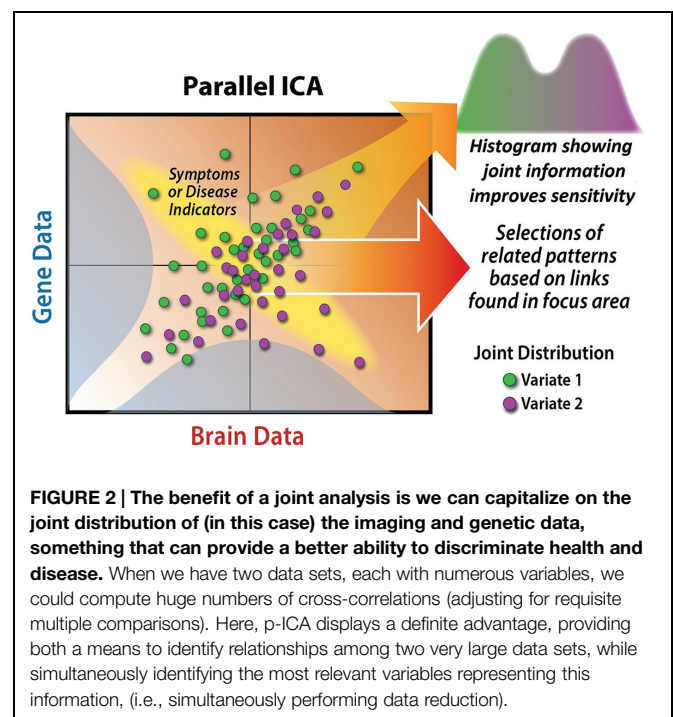 Parallel ICA
Symptoms
or Disease
Indicators
Gene Data
Brain Data
Histogram showing
joint information
improves sensitivity
Selections of
related patterns
based on links
found in focus area
Joint Distribution
Variate 1
Variate 2
FIGURE 2 | The benefit of a joint analysis is we can capitalize on the
joint distribution of (in this case) the imaging and genetic data,
something that can provide a better ability to discriminate health and
disease. When we have two data sets, each with numerous variables, we
could compute huge numbers of cross-correlations (adjusting for requisite
multiple comparisons). Here, p-ICA displays a definite advantage, providing
both a means to identify relationships among two very large data sets, while
simultaneously identifying the most relevant variables representing this
information, (i.e., simultaneously performing data reduction).